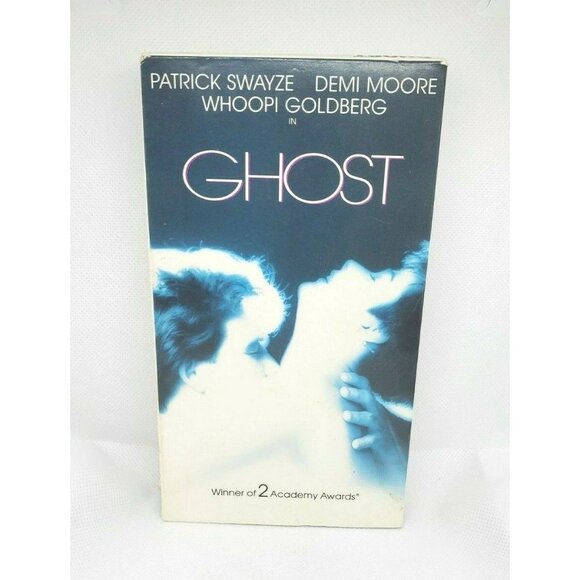 PATRICK SWAYZE DEMI MOORE
WHOOPI GOLDBERG
IN
GHOST
Winner of 2 Academy Awards®